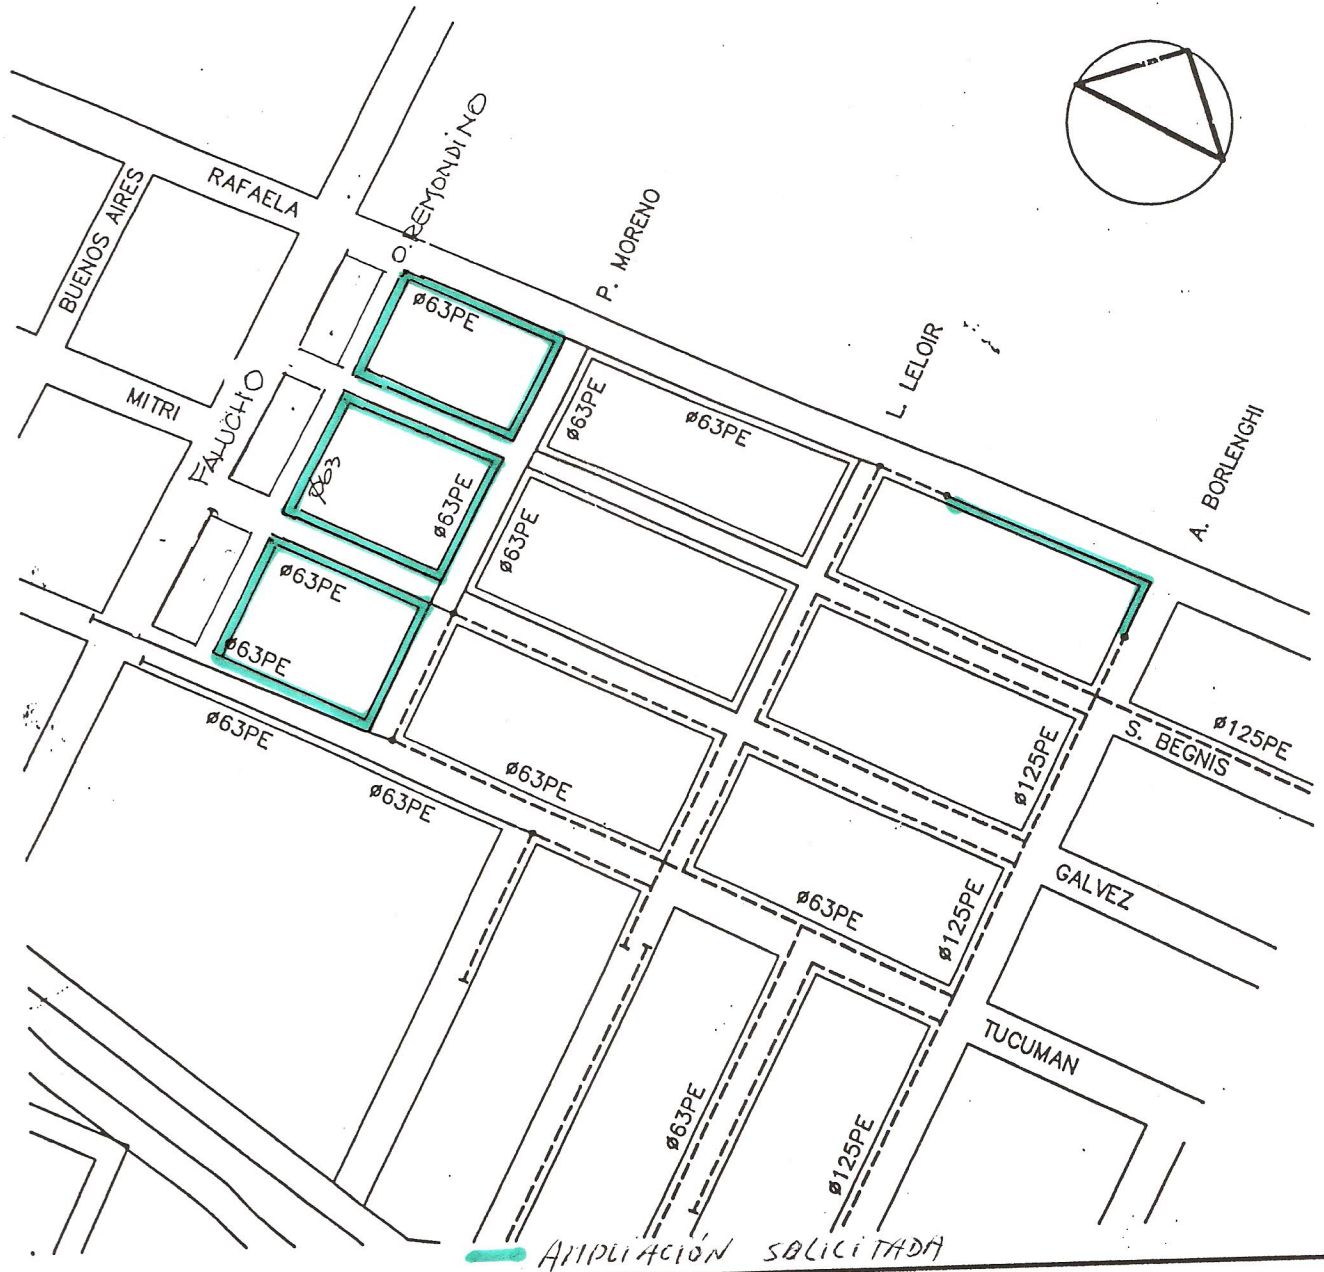 O. REMONDINO
RAFAELA
BUENOS AIRES
P. MORENO
Ø63PE
L. LELOIR
MITRI
FALUCHO
Ø63PE
Ø63PE
A. BORLENGHI
Ø63
Ø63PE
Ø63PE
Ø63PE
Ø63PE
Ø63PE
Ø63PE
Ø63PE
Ø63PE
Ø125PE
S. BEGNIS
Ø125PE
GALVEZ
Ø63PE
Ø125PE
TUCUMAN
Ø63PE
Ø125PE
AMPLIACIÓN SOLICITADA